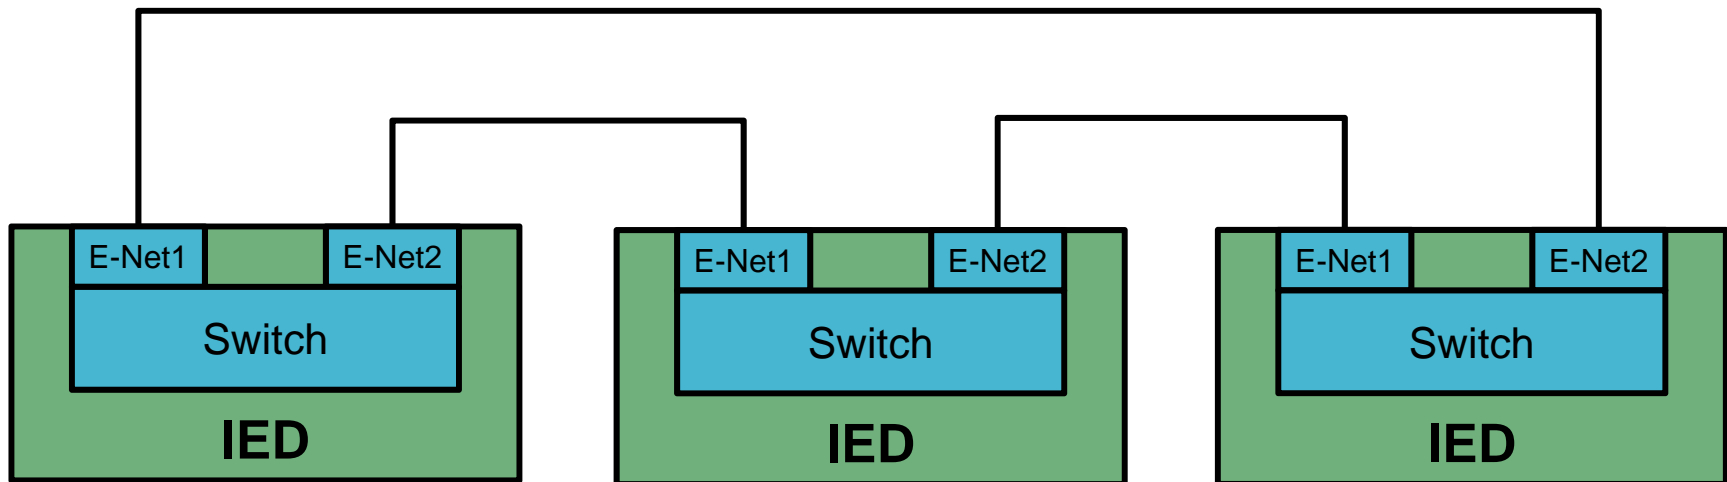 E-Net1
E-Net2
Switch
IED
E-Net1
E-Net2
Switch
IED
E-Net1
E-Net2
Switch
IED